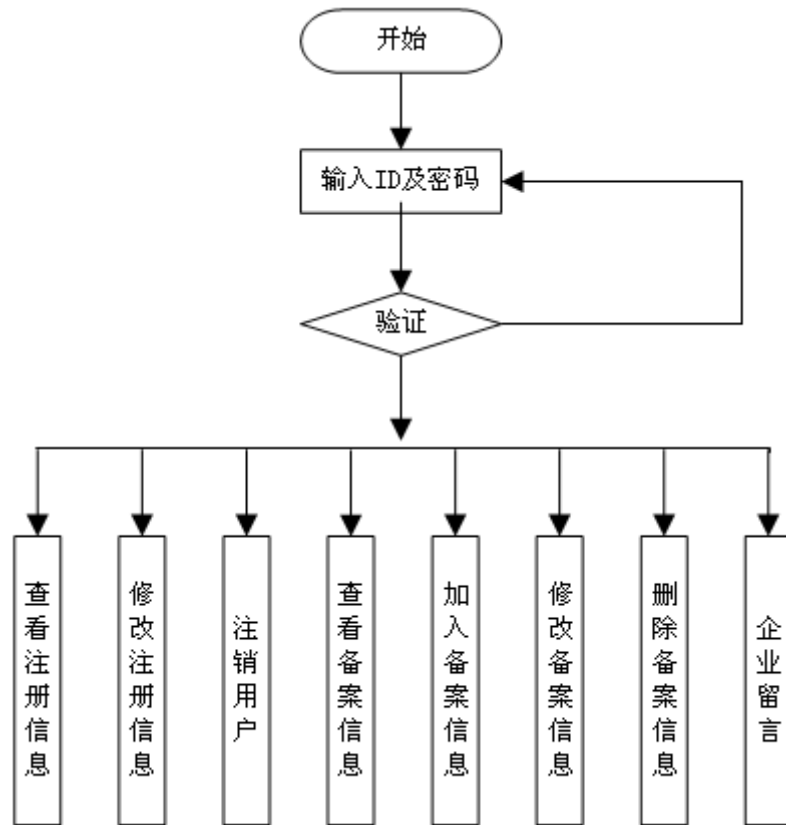 开始
输入ID及密码
验证
查看注册信息
修改注册信息
注销用户
查看备案信息
加入备案信息
修改备案信息
删除备案信息
企业留言